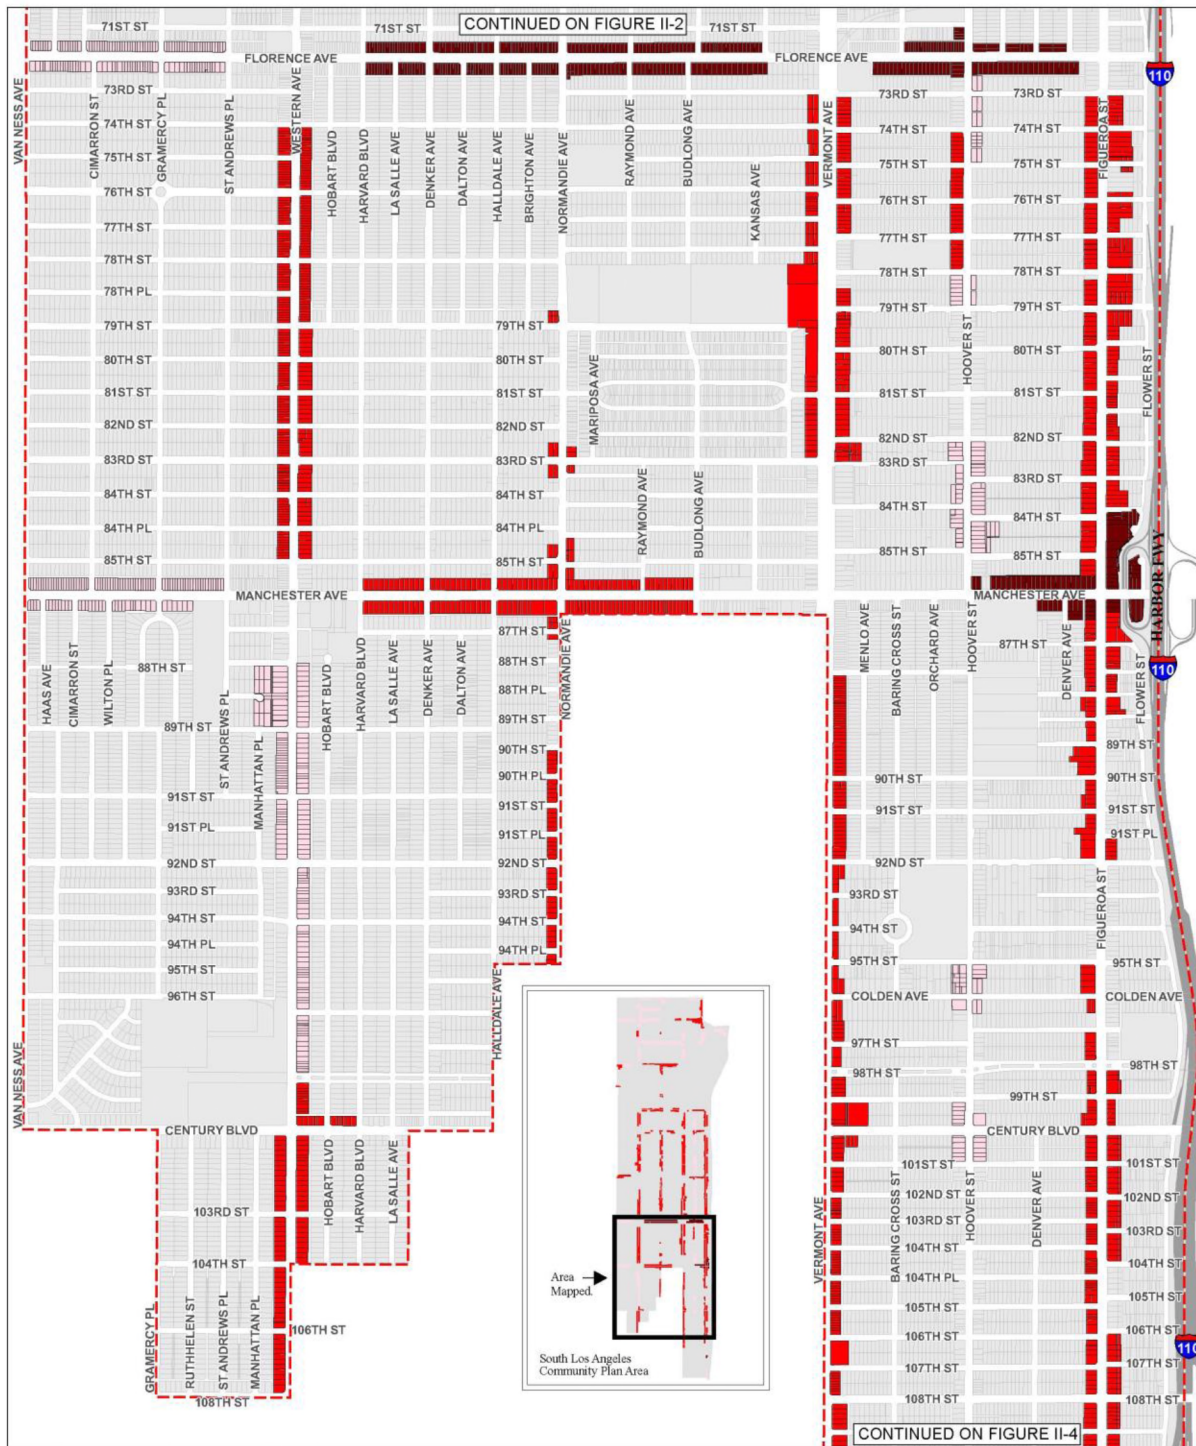 CONTINUED ON FIGURE II-2
71ST ST
71ST ST
71ST ST
FLORENCE AVE
FLORENCE AVE
110
VAN NESS AVE
CIMARRON ST
GRAMERCY PL
ST ANDREWS PL
WESTERN AVE
HOBART BLVD
HARVARD BLVD
LA SALLE AVE
DENKER AVE
DALTON AVE
HALLDALE AVE
BRIGHTON AVE
NORMANDIE AVE
RAYMOND AVE
BUDLONG AVE
KANSAS AVE
VERMONT AVE
HOOVER ST
FIGUEROA ST
FLOWER ST
73RD ST
74TH ST
75TH ST
76TH ST
77TH ST
78TH ST
78TH PL
79TH ST
80TH ST
81ST ST
82ND ST
83RD ST
84TH ST
84TH PL
85TH ST
79TH ST
80TH ST
81ST ST
82ND ST
83RD ST
84TH ST
84TH PL
85TH ST
MARIPOSA AVE
RAYMOND AVE
BUDLONG AVE
73RD ST
74TH ST
75TH ST
76TH ST
77TH ST
78TH ST
79TH ST
80TH ST
81ST ST
82ND ST
83RD ST
84TH ST
85TH ST
73RD ST
74TH ST
75TH ST
76TH ST
77TH ST
78TH ST
79TH ST
80TH ST
81ST ST
82ND ST
83RD ST
84TH ST
85TH ST
MANCHESTER AVE
MANCHESTER AVE
HARBOR FWY
110
HAAS AVE
CIMARRON ST
WILTON PL
88TH ST
ST ANDREWS PL
MANHATTAN PL
HOBART BLVD
HARVARD BLVD
LA SALLE AVE
DENKER AVE
DALTON AVE
NORMANDIE AVE
MENLO AVE
BARING CROSS ST
ORCHARD AVE
HOOVER ST
DENVER AVE
FLOWER ST
89TH ST
91ST ST
91ST PL
92ND ST
93RD ST
94TH ST
94TH PL
95TH ST
96TH ST
87TH ST
88TH ST
88TH PL
89TH ST
90TH ST
90TH PL
91ST ST
91ST PL
92ND ST
93RD ST
94TH ST
94TH PL
87TH ST
89TH ST
90TH ST
90TH ST
91ST ST
91ST ST
91ST PL
92ND ST
93RD ST
94TH ST
95TH ST
95TH ST
FIGUEROA ST
COLDEN AVE
COLDEN AVE
97TH ST
98TH ST
98TH ST
99TH ST
HALLDALE AVE
VAN NESS AVE
CENTURY BLVD
CENTURY BLVD
HOBART BLVD
HARVARD BLVD
LA SALLE AVE
103RD ST
104TH ST
106TH ST
108TH ST
GRAMERCY PL
RUTHHELEN ST
ST ANDREWS PL
MANHATTAN PL
Area
Mapped.
South Los Angeles
Community Plan Area
VERMONT AVE
BARING CROSS ST
HOOVER ST
DENVER AVE
101ST ST
102ND ST
103RD ST
104TH ST
104TH PL
105TH ST
106TH ST
107TH ST
108TH ST
101ST ST
102ND ST
103RD ST
104TH ST
105TH ST
106TH ST
107TH ST
108TH ST
110
CONTINUED ON FIGURE II-4